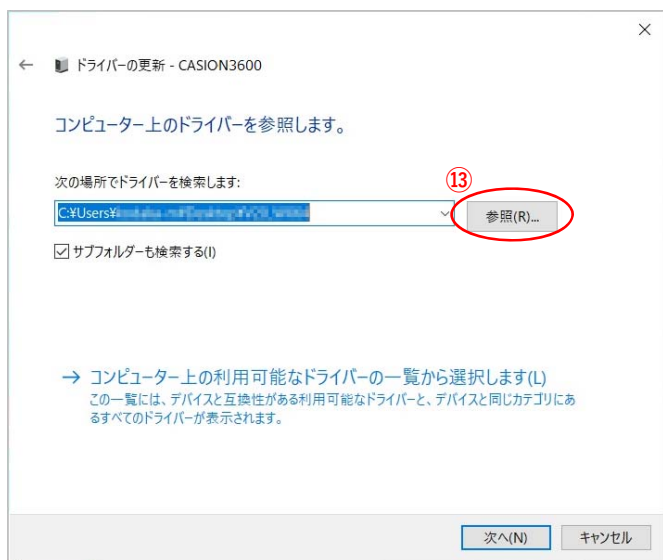 ドライバーの更新 - CASION3600
コンピューター上のドライバーを参照します。
次の場所でドライバーを検索します:
⑬
C:¥Users¥
参照(R)...
サブフォルダーも検索する(I)
→ コンピューター上の利用可能なドライバーの一覧から選択します(L)
この一覧には、デバイスと互換性がある利用可能なドライバーと、デバイスと同じカテゴリにあ
るすべてのドライバーが表示されます。
次へ(N)
キャンセル